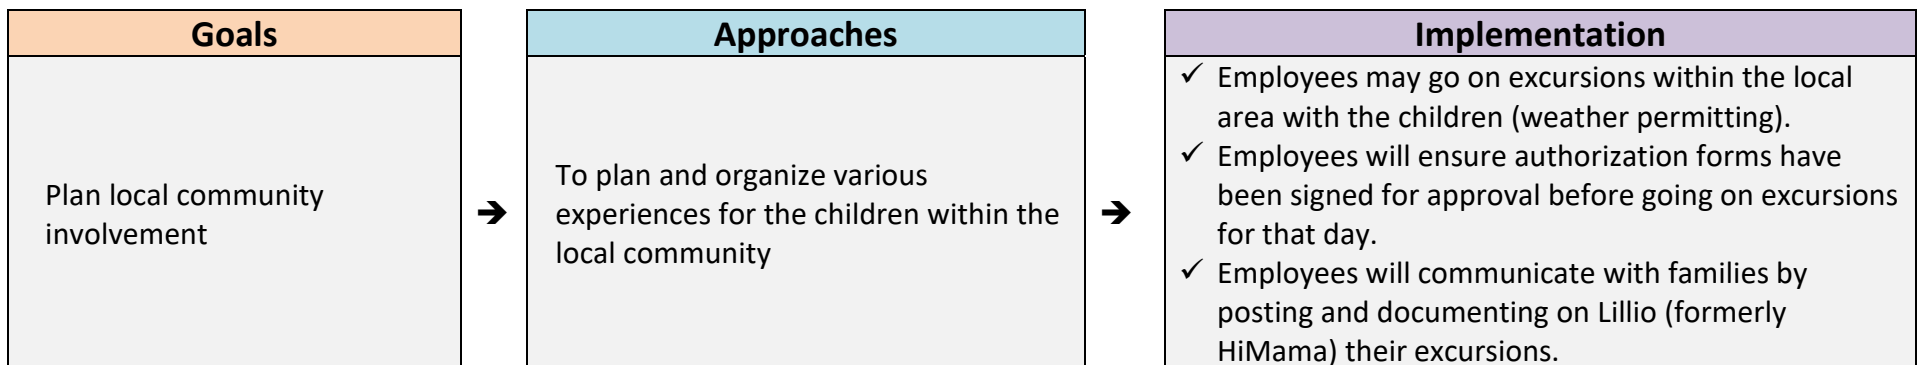 Goals
Plan local community
involvement
➔
Approaches
To plan and organize various
experiences for the children within the
local community
➔
Implementation
✓ Employees may go on excursions within the local
area with the children (weather permitting).
✓ Employees will ensure authorization forms have
been signed for approval before going on excursions
for that day.
✓ Employees will communicate with families by
posting and documenting on Lillio (formerly
HiMama) their excursions.